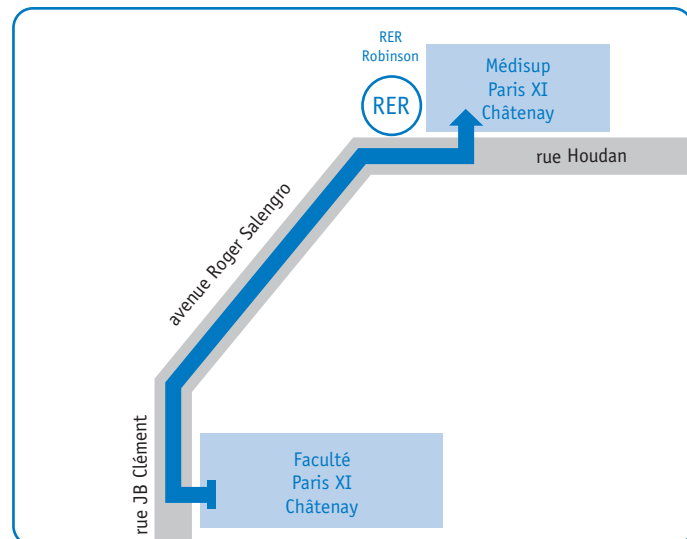 RER
Robinson
RER
Médisup
Paris XI
Châtenay
rue Houdan
avenue Roger Salengro
rue JB Clément
Faculté
Paris XI
Châtenay